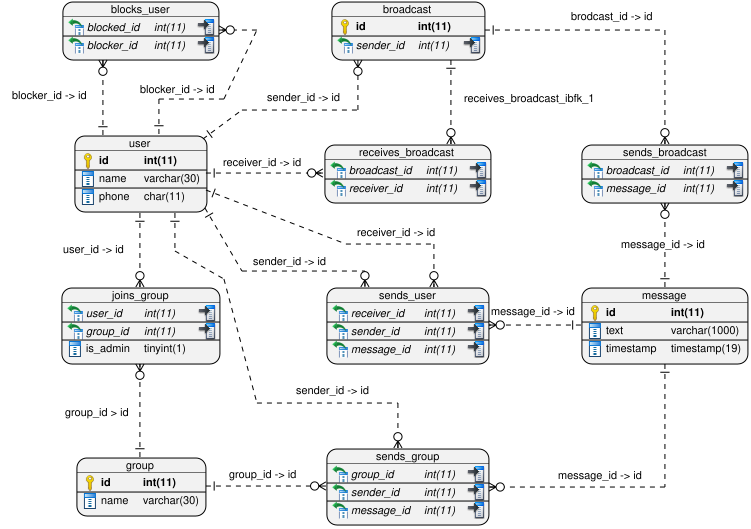 blocks_user
blocked_id int(11)
blocker_id int(11)
broadcast
id int(11)
sender_id int(11)
brodcast_id -> id
blocker_id -> id
blocker_id -> id
sender_id -> id
receives_broadcast_ibfk_1
user
id int(11)
name varchar(30)
phone char(11)
receiver_id -> id
receives_broadcast
broadcast_id int(11)
receiver_id int(11)
sends_broadcast
broadcast_id int(11)
message_id int(11)
user_id -> id
sender_id -> id
receiver_id -> id
message_id -> id
joins_group
user_id int(11)
group_id int(11)
is_admin tinyint(1)
sends_user
receiver_id int(11)
sender_id int(11)
message_id int(11)
message_id -> id
message
id int(11)
text varchar(1000)
timestamp timestamp(19)
sender_id -> id
group_id > id
group
id int(11)
name varchar(30)
group_id -> id
sends_group
group_id int(11)
sender_id int(11)
message_id int(11)
message_id -> id